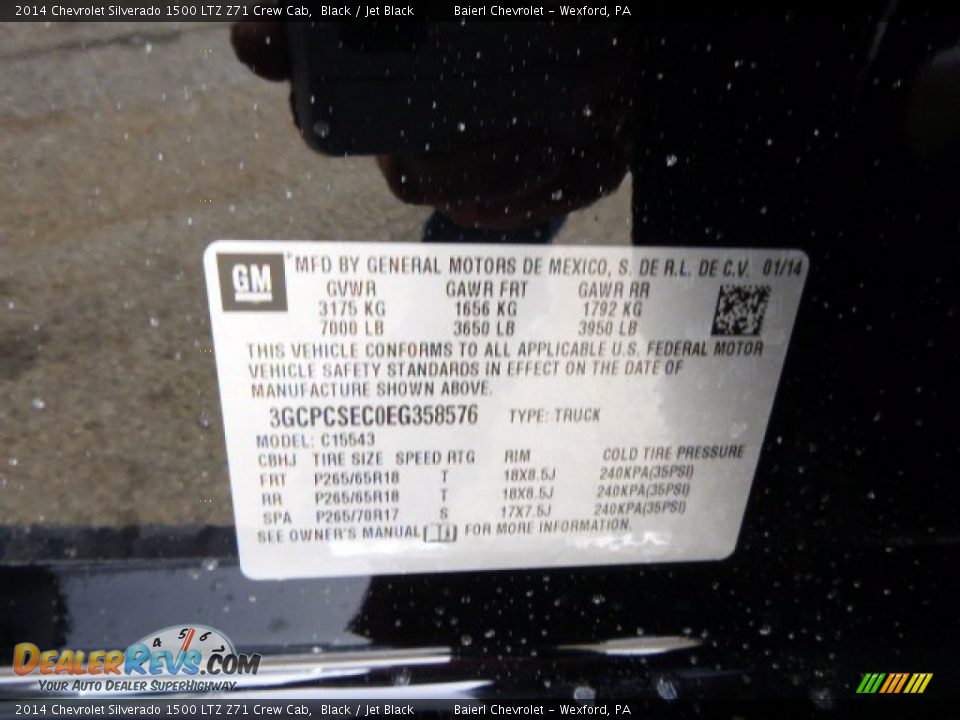 2014 Chevrolet Silverado 1500 LTZ Z71 Crew Cab, Black / Jet Black Baierl Chevrolet - Wexford, PA
GM MFD BY GENERAL MOTORS DE MEXICO, S. DE R.L. DE C.V. 01/14
GVWR GAWR FRT GAWR RR
3175 KG 1656 KG 1792 KG
7000 LB 3650 LB 3950 LB
THIS VEHICLE CONFORMS TO ALL APPLICABLE U.S. FEDERAL MOTOR
VEHICLE SAFETY STANDARDS IN EFFECT ON THE DATE OF
MANUFACTURE SHOWN ABOVE.
3GCPCSEC0EG358576 TYPE: TRUCK
MODEL: C15543
CBHJ TIRE SIZE SPEED RTG RIM COLD TIRE PRESSURE
FRT P265/65R18 T 18X8.5J 240KPA(35PSI)
RR P265/65R18 T 18X8.5J 240KPA(35PSI)
SPA P265/70R17 S 17X7.5J 240KPA(35PSI)
SEE OWNER'S MANUAL FOR MORE INFORMATION.
4 5 6
DealerRevs.com
Your Auto Dealer SuperHighway
2014 Chevrolet Silverado 1500 LTZ Z71 Crew Cab, Black / Jet Black Baierl Chevrolet - Wexford, PA